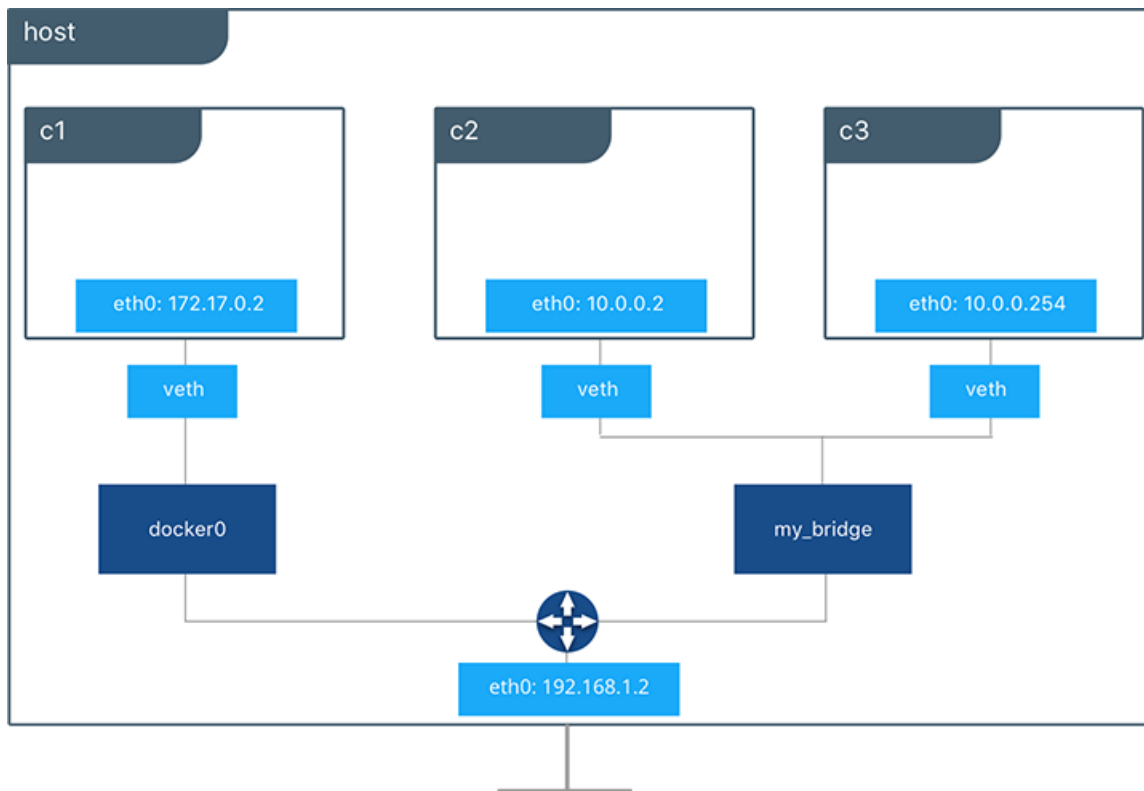 host
c1
c2
c3
eth0: 172.17.0.2
eth0: 10.0.0.2
eth0: 10.0.0.254
veth
veth
veth
docker0
my_bridge
eth0: 192.168.1.2